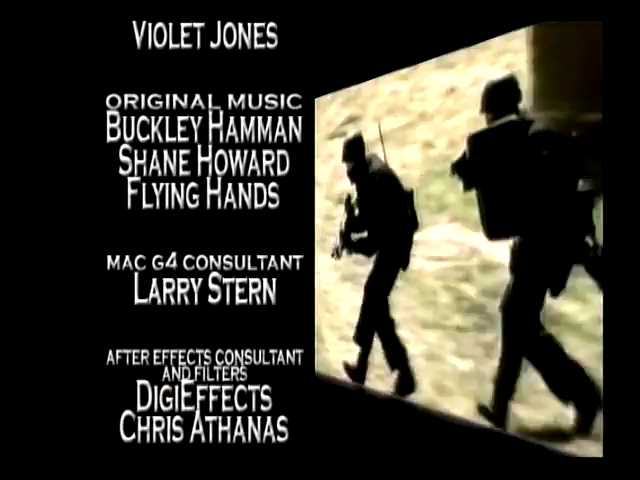 VIOLET JONES
ORIGINAL MUSIC
BUCKLEY HAMMAN
SHANE HOWARD
FLYING HANDS
MAC G4 CONSULTANT
LARRY STERN
AFTER EFFECTS CONSULTANT
AND FILTERS
DIGIEFFECTS
CHRIS ATHANAS